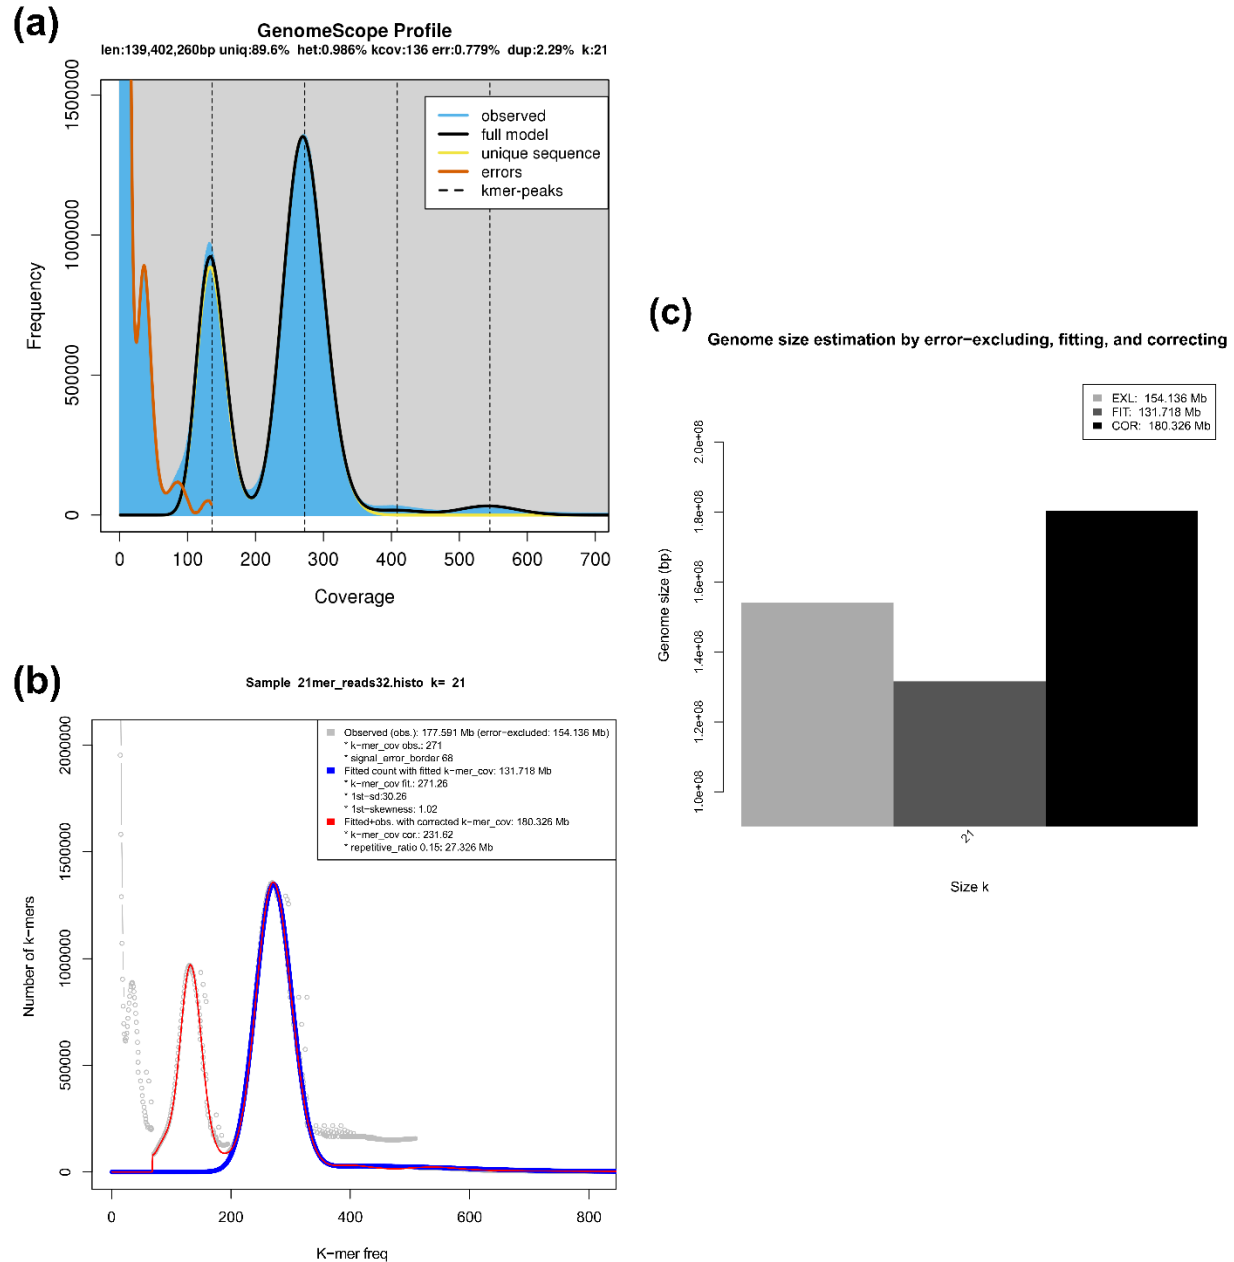 (a)
GenomeScope Profile
len:139,402,260bp uniq:89.6% het:0.986% kcov:136 err:0.779% dup:2.29% k:21
1500000
1000000
500000
0
Frequency
observed
full model
unique sequence
errors
kmer-peaks
0 100 200 300 400 500 600 700
Coverage
(b)
Sample 21mer_reads32.histo k= 21
2000000
1500000
1000000
500000
0
Number of k−mers
Observed (obs.): 177.591 Mb (error−excluded: 154.136 Mb)
* k−mer_cov obs.: 271
* signal_error_border 68
Fitted count with fitted k−mer_cov: 131.718 Mb
* k−mer_cov fit.: 271.26
* 1st−sd:30.26
* 1st−skewness: 1.02
Fitted+obs. with corrected k−mer_cov: 180.326 Mb
* k−mer_cov cor.: 231.62
* repetitive_ratio 0.15: 27.326 Mb
0 200 400 600 800
K−mer freq
(c)
Genome size estimation by error−excluding, fitting, and correcting
EXL: 154.136 Mb
FIT: 131.718 Mb
COR: 180.326 Mb
2.0e+08
1.8e+08
1.6e+08
1.4e+08
1.2e+08
1.0e+08
Genome size (bp)
21
Size k